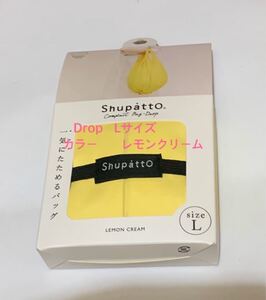 Shupatto®
Compact Bag Drop
Drop　Lサイズ
カラー　　レモンクリーム
一気にたためるバッグ
Shupatto
size
L
LEMON CREAM